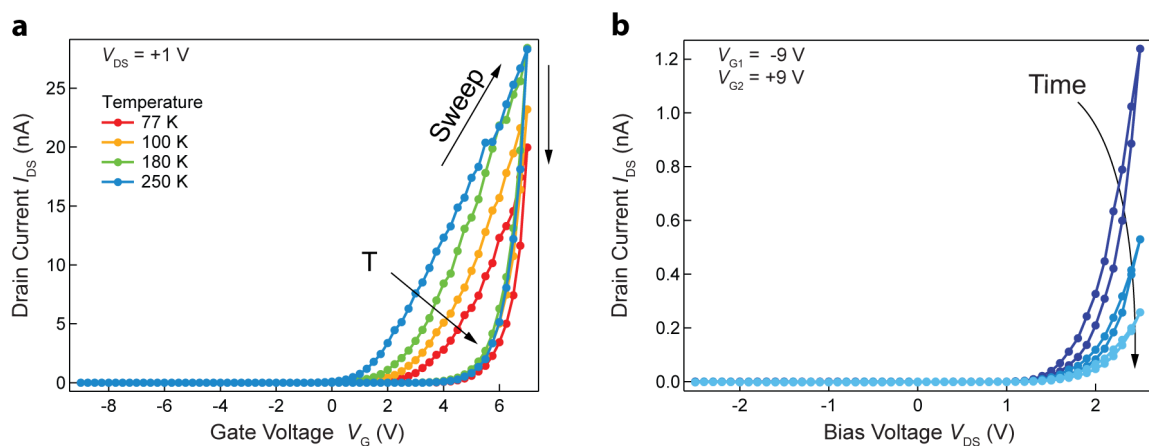 a
V_DS = +1 V
Temperature
77 K
100 K
180 K
250 K
Sweep
T
25
20
15
10
5
0
Drain Current I_DS (nA)
-8 -6 -4 -2 0 2 4 6
Gate Voltage V_G (V)
b
V_G1 = -9 V
V_G2 = +9 V
Time
1.2
1.0
0.8
0.6
0.4
0.2
0.0
Drain Current I_DS (nA)
-2 -1 0 1 2
Bias Voltage V_DS (V)